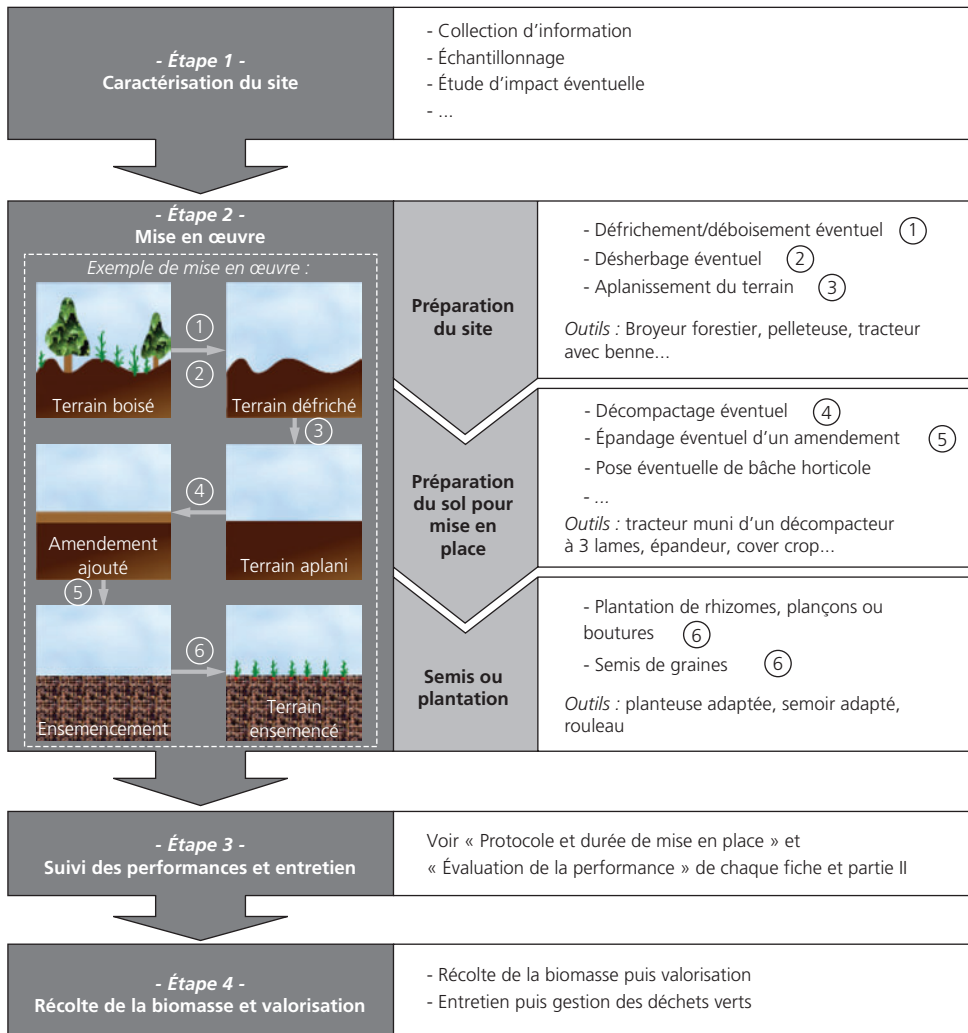 - Étape 1 -
Caractérisation du site
- Collection d'information
- Échantillonnage
- Étude d'impact éventuelle
- ...
- Étape 2 -
Mise en œuvre
Exemple de mise en œuvre :
1
2
Terrain boisé
Terrain défriché
3
4
Amendement
ajouté
Terrain aplani
5
6
Ensemencement
Terrain
ensemencé
Préparation
du site
- Défrichement/déboisement éventuel 1
- Désherbage éventuel 2
- Aplanissement du terrain 3
Outils : Broyeur forestier, pelleteuse, tracteur
avec benne...
Préparation
du sol pour
mise en
place
- Décompactage éventuel 4
- Épandage éventuel d'un amendement 5
- Pose éventuelle de bâche horticole
- ...
Outils : tracteur muni d'un décompacteur
à 3 lames, épandeur, cover crop...
Semis ou
plantation
- Plantation de rhizomes, plançons ou
boutures 6
- Semis de graines 6
Outils : planteuse adaptée, semoir adapté,
rouleau
- Étape 3 -
Suivi des performances et entretien
Voir « Protocole et durée de mise en place » et
« Évaluation de la performance » de chaque fiche et partie II
- Étape 4 -
Récolte de la biomasse et valorisation
- Récolte de la biomasse puis valorisation
- Entretien puis gestion des déchets verts